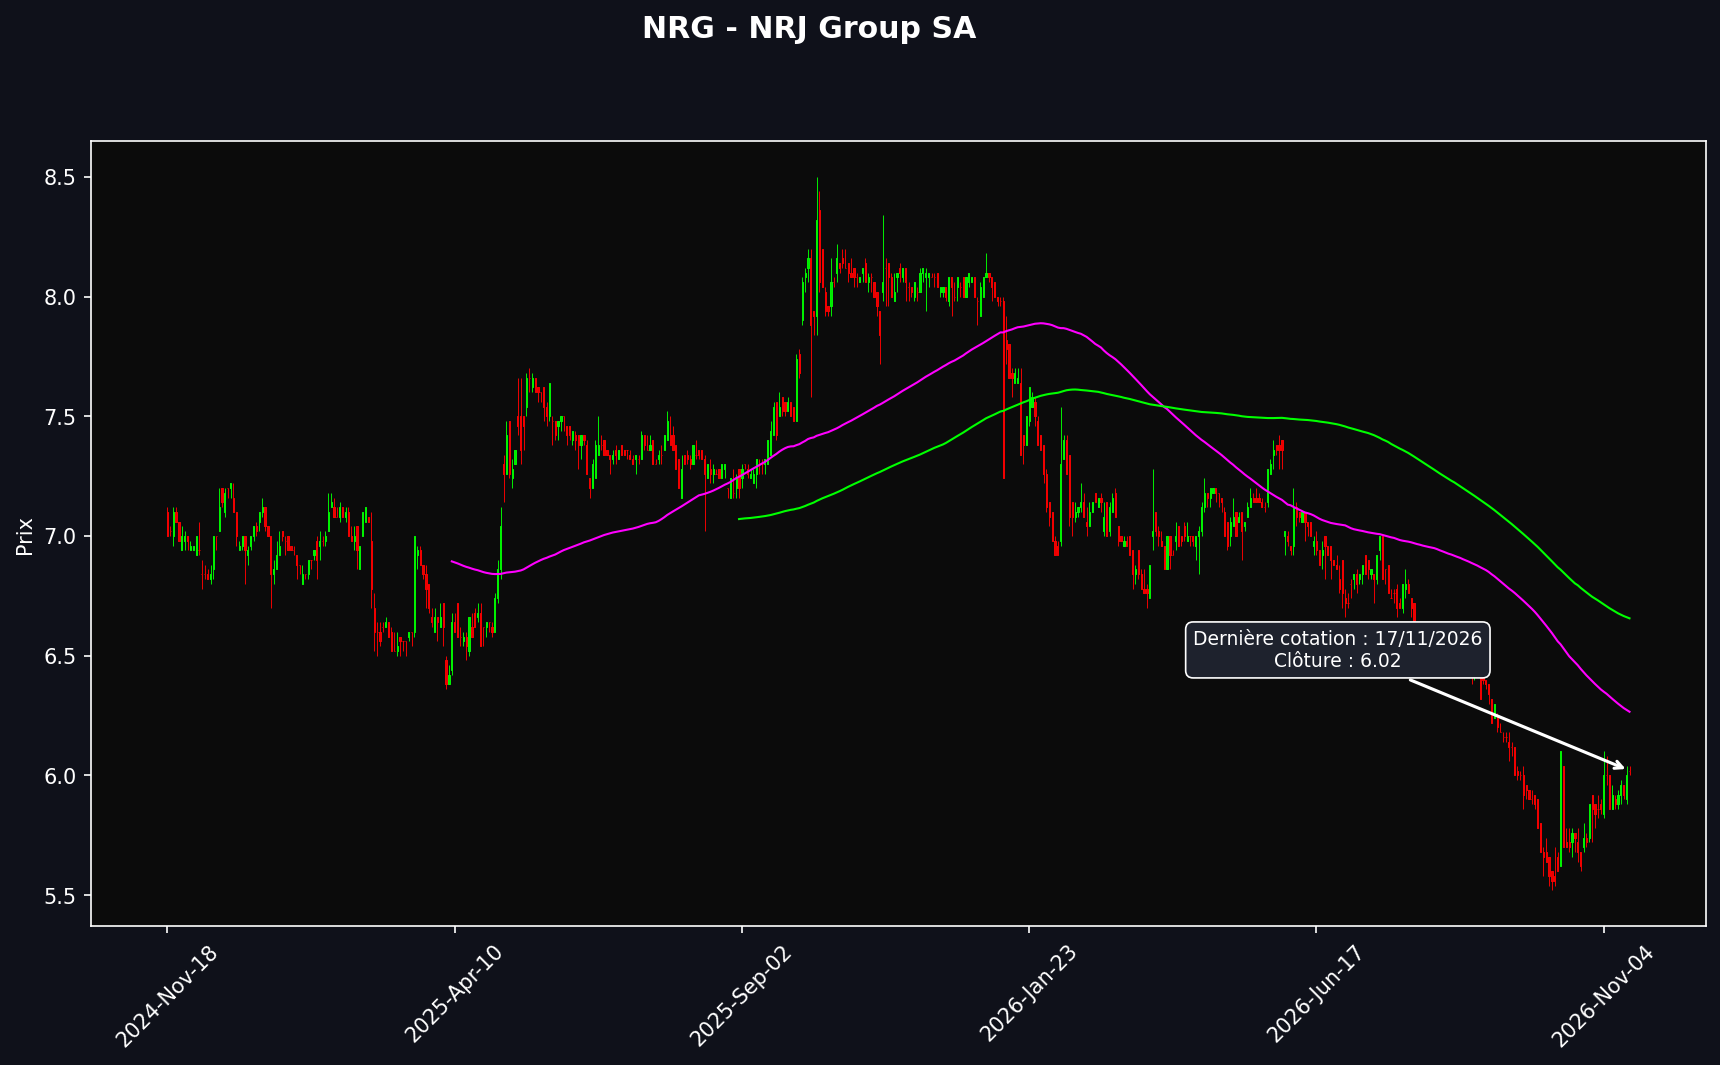 NRG - NRJ Group SA
Prix
8.5
8.0
7.5
7.0
6.5
6.0
5.5
Dernière cotation : 17/11/2026
Clôture : 6.02
2024-Nov-18
2025-Apr-10
2025-Sep-02
2026-Jan-23
2026-Jun-17
2026-Nov-04